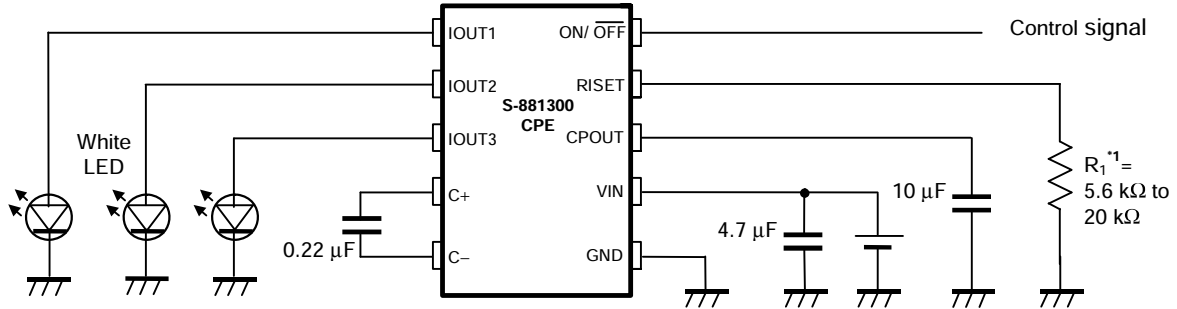 IOUT1
ON/ OFF
Control signal
IOUT2
RISET
S-881300
CPE
White
LED
IOUT3
CPOUT
R1*1=
5.6 kΩ to
20 kΩ
C+
VIN
10 μF
0.22 μF
4.7 μF
C−
GND